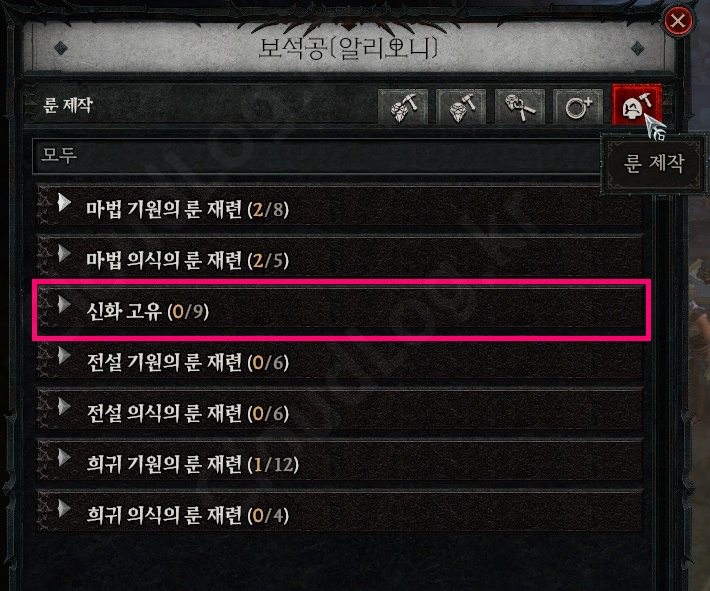 보석공[알리오니]
룬 제작
모두
룬 제작
마법 기원의 룬 재련 (2/8)
마법 의식의 룬 재련 (2/5)
신화 고유 (0/9)
전설 기원의 룬 재련 (0/6)
전설 의식의 룬 재련 (0/6)
희귀 기원의 룬 재련 (1/12)
희귀 의식의 룬 재련 (0/4)
CloudLog.kr